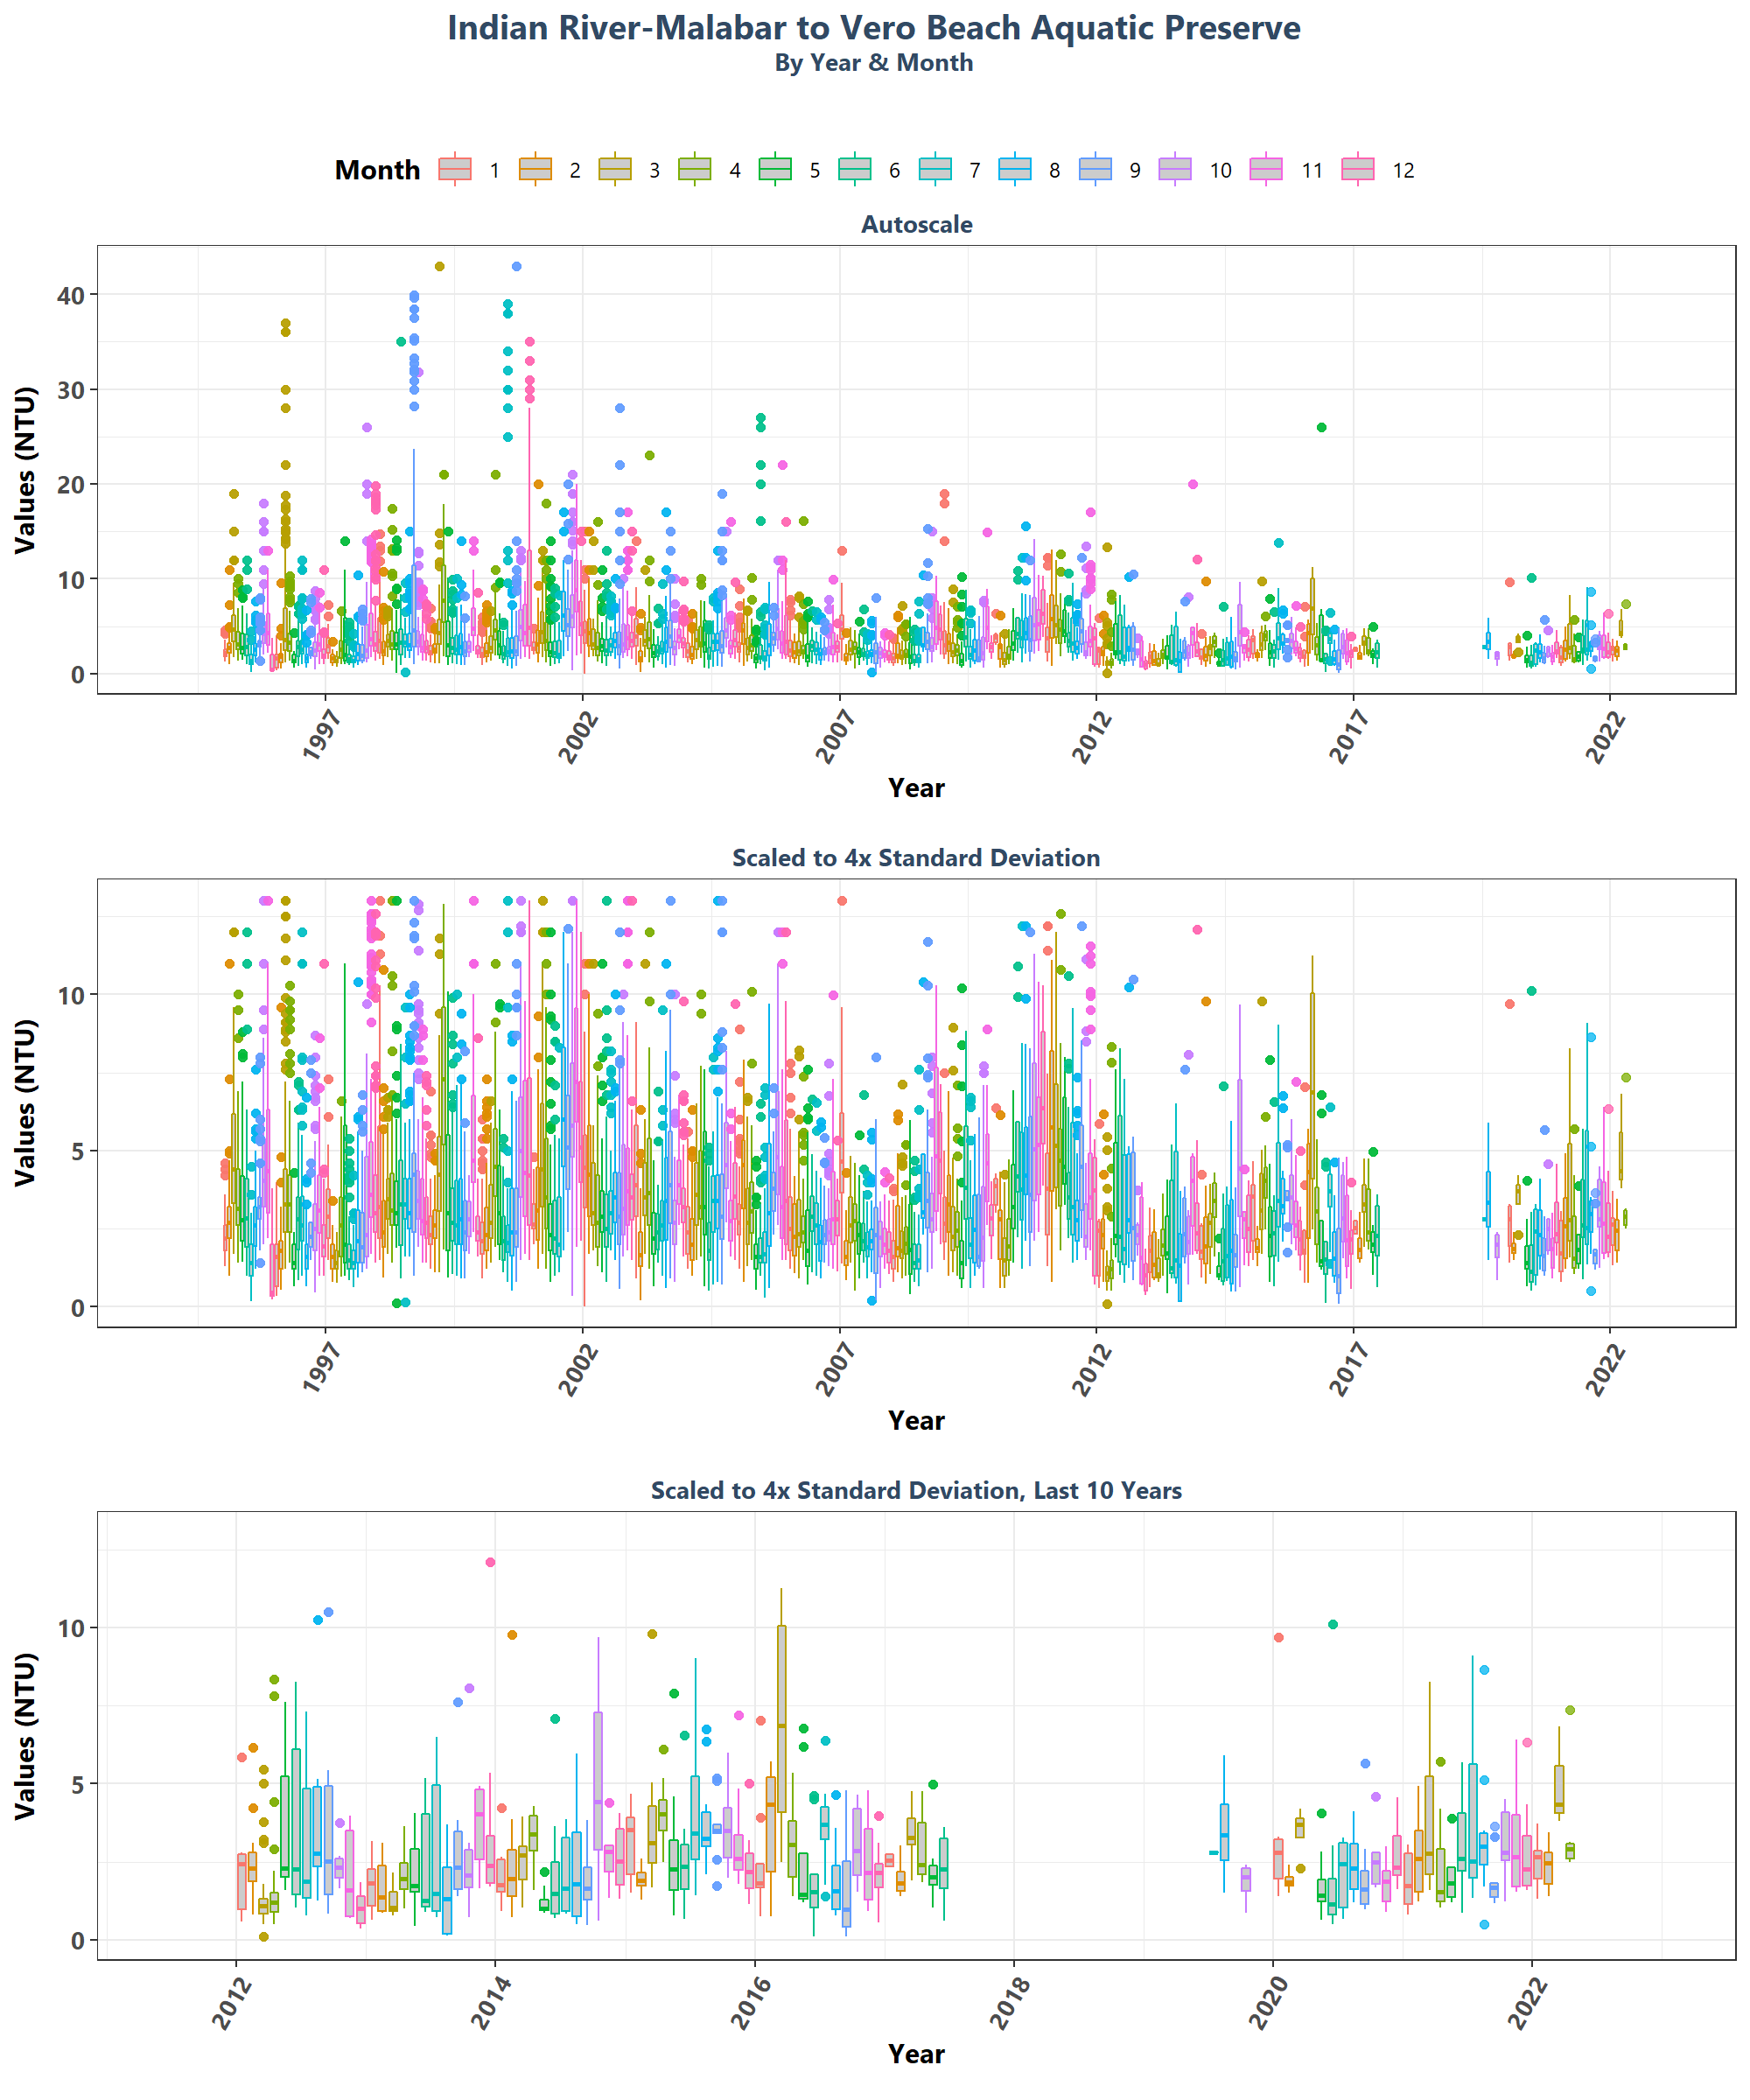 Indian River-Malabar to Vero Beach Aquatic Preserve
By Year & Month
Month 1 2 3 4 5 6 7 8 9 10 11 12
Autoscale
Values (NTU)
40
30
20
10
0
1997 2002 2007 2012 2017 2022
Year
Scaled to 4x Standard Deviation
Values (NTU)
10
5
0
1997 2002 2007 2012 2017 2022
Year
Scaled to 4x Standard Deviation, Last 10 Years
Values (NTU)
10
5
0
2012 2014 2016 2018 2020 2022
Year